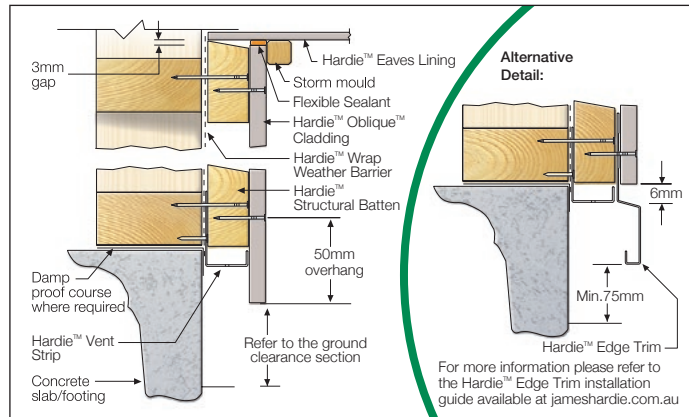 3mm
gap
Hardie™ Eaves Lining
Storm mould
Flexible Sealant
Hardie™ Oblique™
Cladding
Hardie™ Wrap
Weather Barrier
Hardie™
Structural Batten
50mm
overhang
Damp
proof course
where required
Hardie™ Vent
Strip
Concrete
slab/footing
Refer to the ground
clearance section
Alternative
Detail:
6mm
Min.75mm
Hardie™ Edge Trim
For more information please refer to
the Hardie™ Edge Trim installation
guide available at jameshardie.com.au